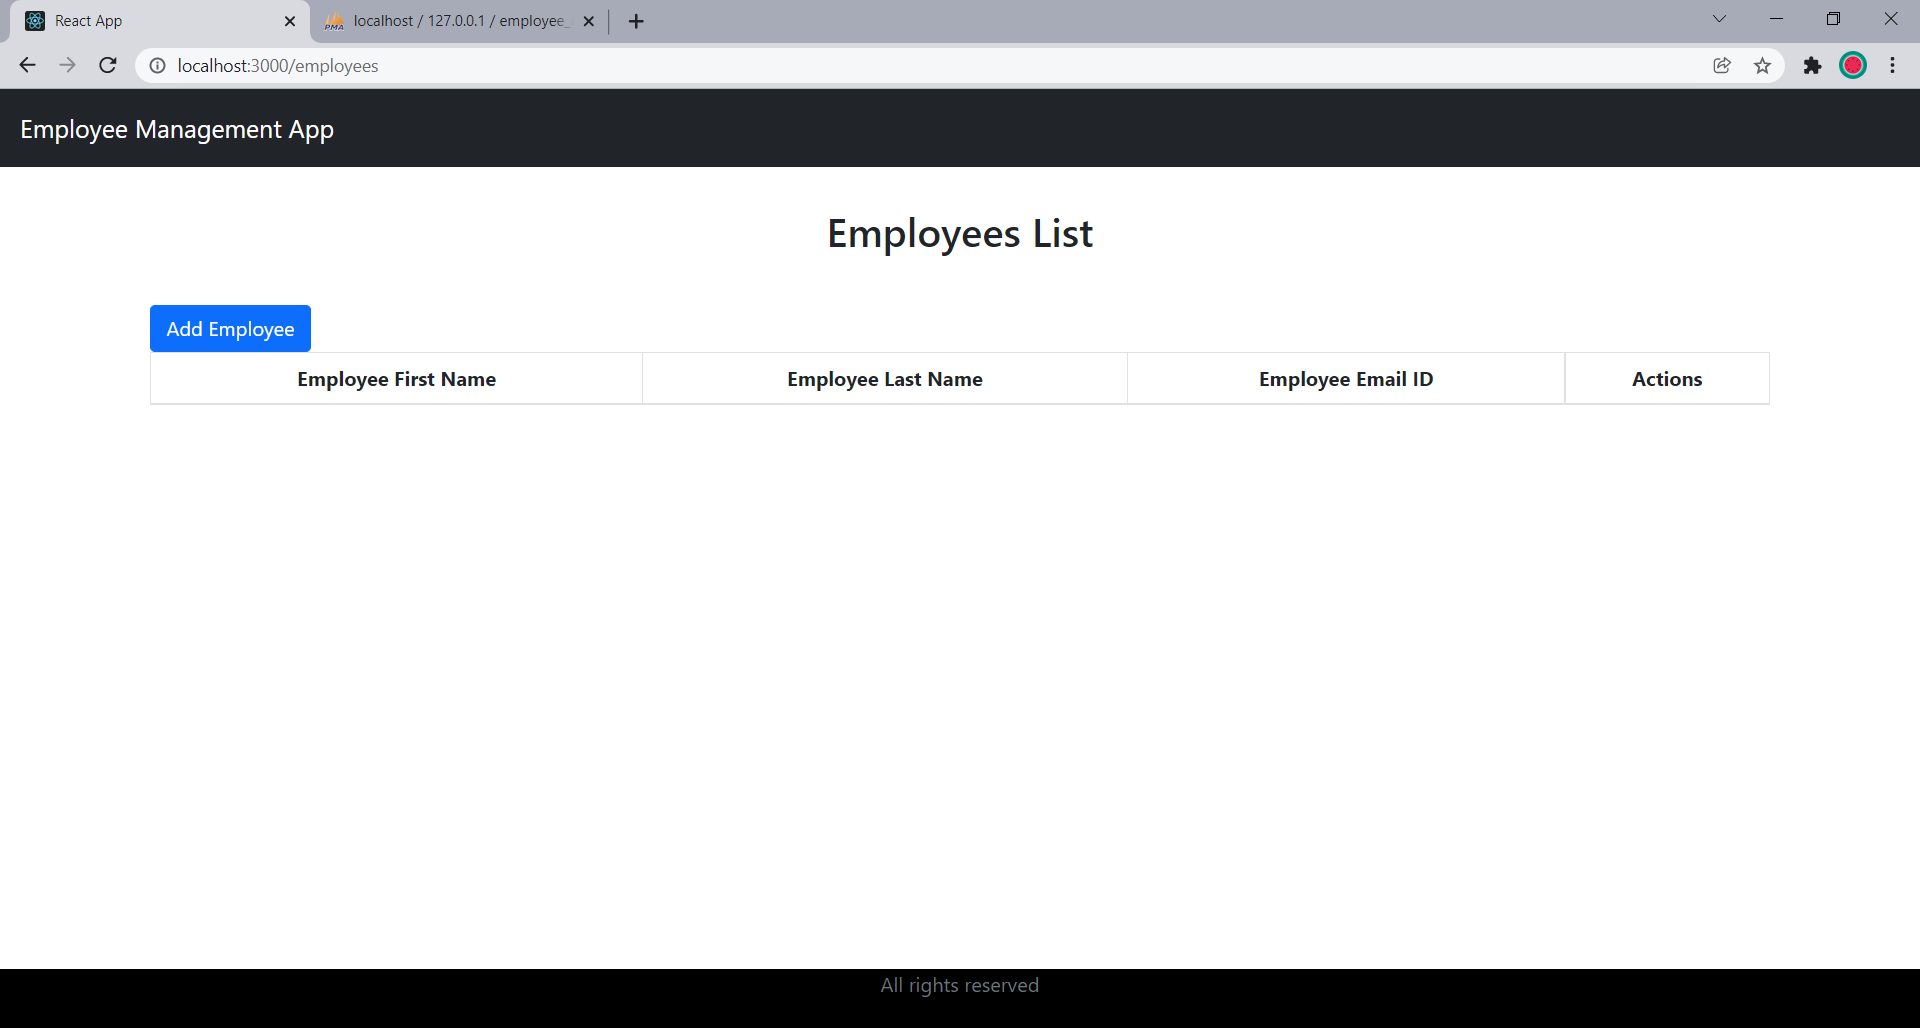 React App
localhost / 127.0.0.1 / employee_
localhost:3000/employees
Employee Management App
Employees List
Add Employee
Employee First Name Employee Last Name Employee Email ID Actions
All rights reserved